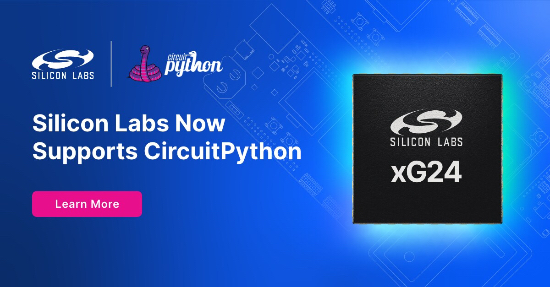 SILICON LABS
circuit
python
Silicon Labs Now
Supports CircuitPython
Learn More
SILICON LABS
xG24